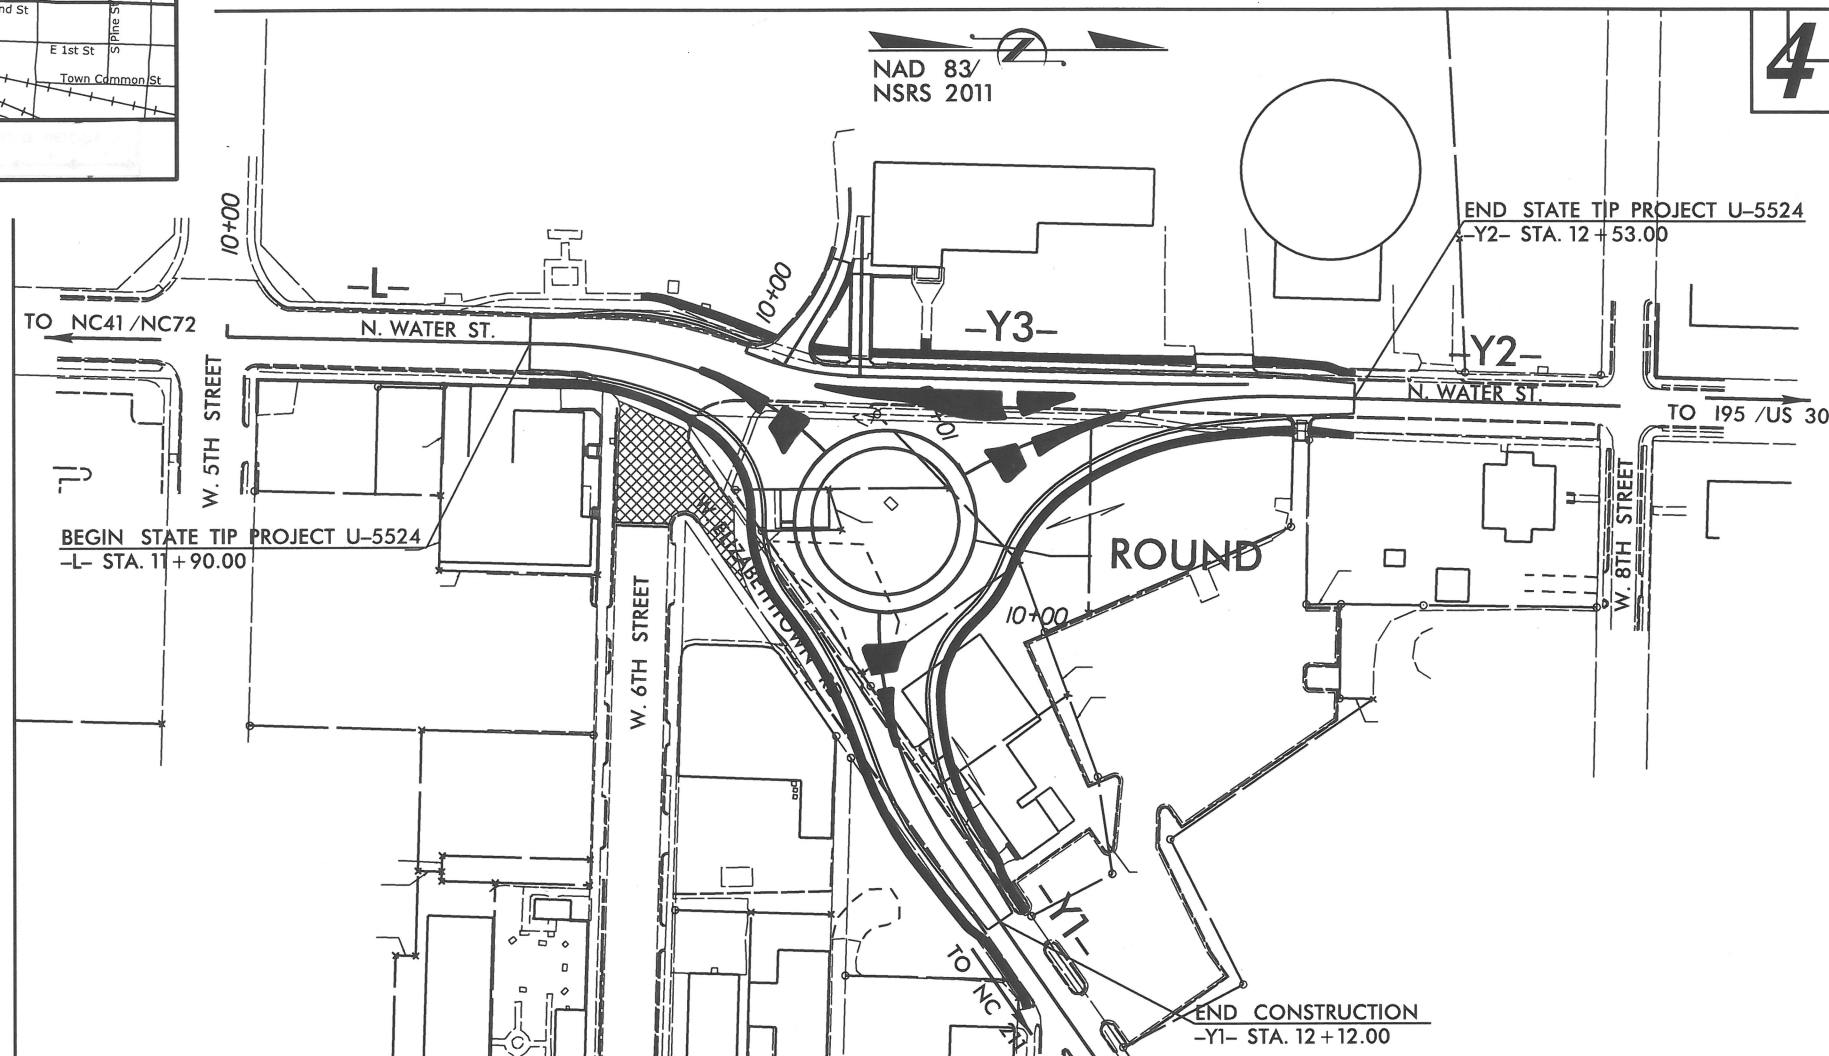 nd St
S Pine St
E 1st St
Town Common St
NAD 83/
NSRS 2011
4
10+00
END STATE TIP PROJECT U–5524
–Y2– STA. 12+53.00
–L–
10+00
TO NC41/NC72
N. WATER ST.
–Y3–
–Y2–
N. WATER ST.
TO I95/US 30
W. 5TH STREET
BEGIN STATE TIP PROJECT U–5524
–L– STA. 11+90.00
W. ELIZABETHTOWN
ROUND
W. 8TH STREET
W. 6TH STREET
10+00
–Y1–
TO NC 211
END CONSTRUCTION
–Y1– STA. 12+12.00